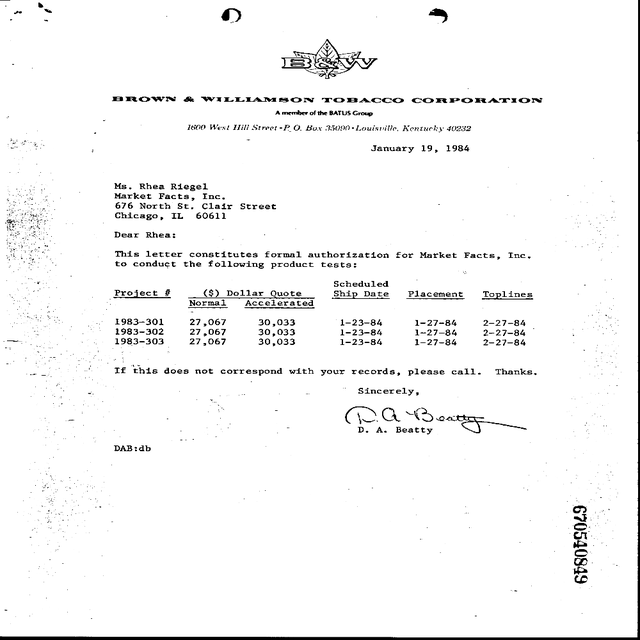 B&W
BROWN & WILLIAMSON TOBACCO CORPORATION
A member of the BATUS Group
1600 West Hill Street • P. O. Box 35090 • Louisville, Kentucky 40232
January 19, 1984
Ms. Rhea Riegel
Market Facts, Inc.
676 North St. Clair Street
Chicago, IL 60611
Dear Rhea:
This letter constitutes formal authorization for Market Facts, Inc.
to conduct the following product tests:
Scheduled
Project # ($) Dollar Quote Ship Date Placement Toplines
Normal Accelerated
1983-301 27,067 30,033 1-23-84 1-27-84 2-27-84
1983-302 27,067 30,033 1-23-84 1-27-84 2-27-84
1983-303 27,067 30,033 1-23-84 1-27-84 2-27-84
If this does not correspond with your records, please call. Thanks.
Sincerely,
D. A. Beatty
D. A. Beatty
DAB:db
670540849